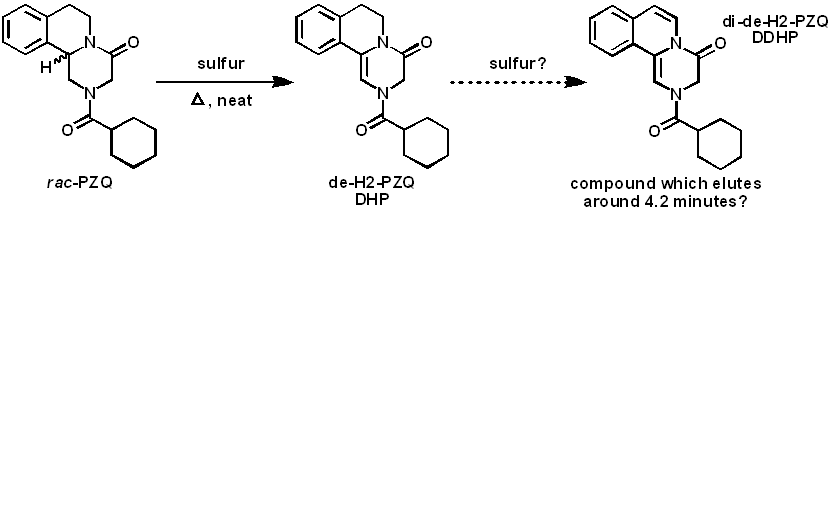 di-de-H2-PZQ
DDHP
N
O
H
N
O
sulfur
Δ, neat
N
O
N
O
sulfur?
N
O
N
O
rac-PZQ
de-H2-PZQ
DHP
compound which elutes
around 4.2 minutes?